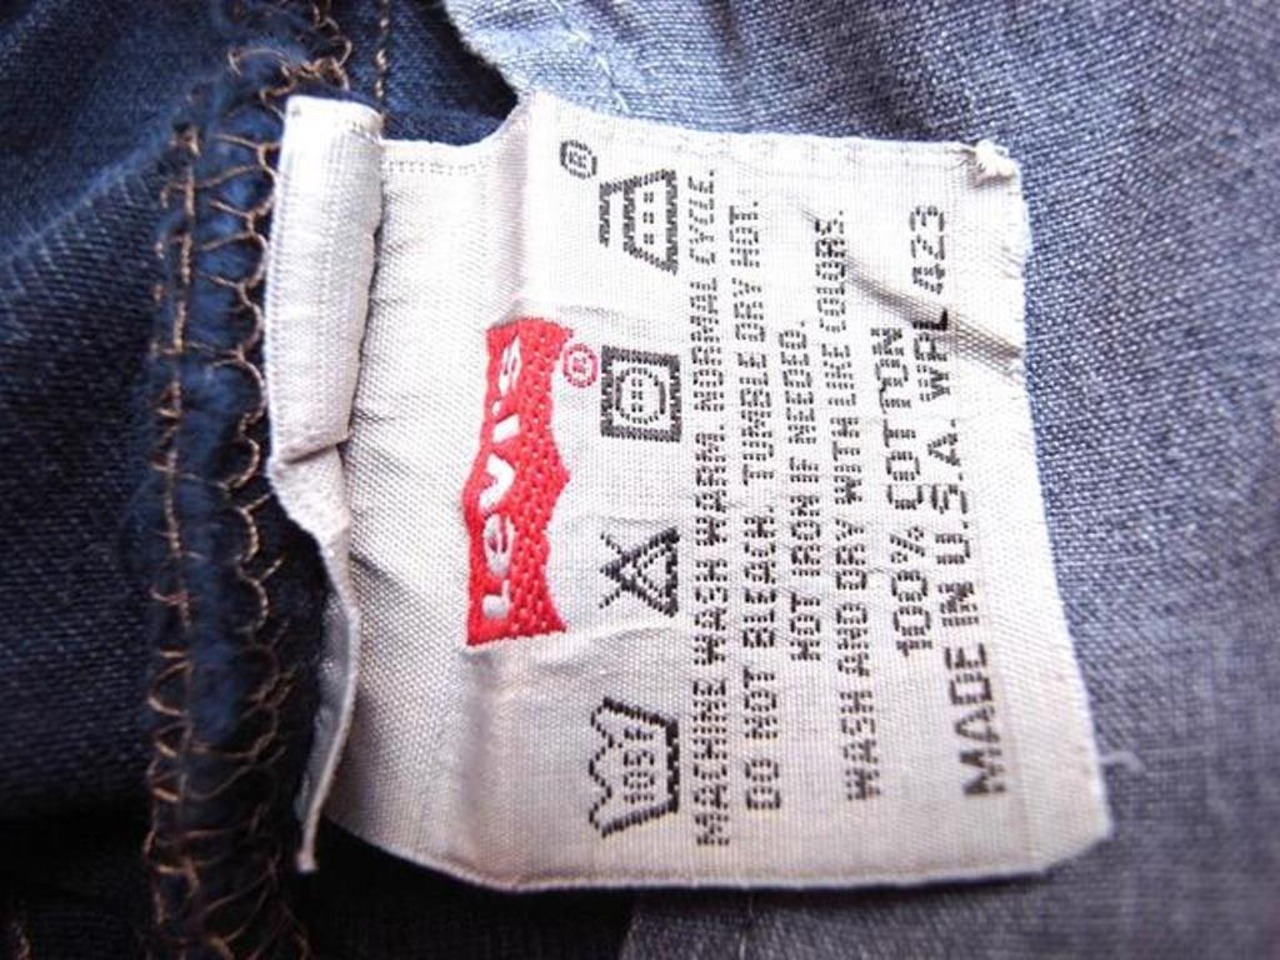 Levi's®
105F ®
MACHINE WASH WARM. NORMAL CYCLE.
DO NOT BLEACH. TUMBLE DRY HOT.
HOT IRON IF NEEDED.
WASH AND DRY WITH LIKE COLORS.
100% COTTON
MADE IN U.S.A. WPL 423